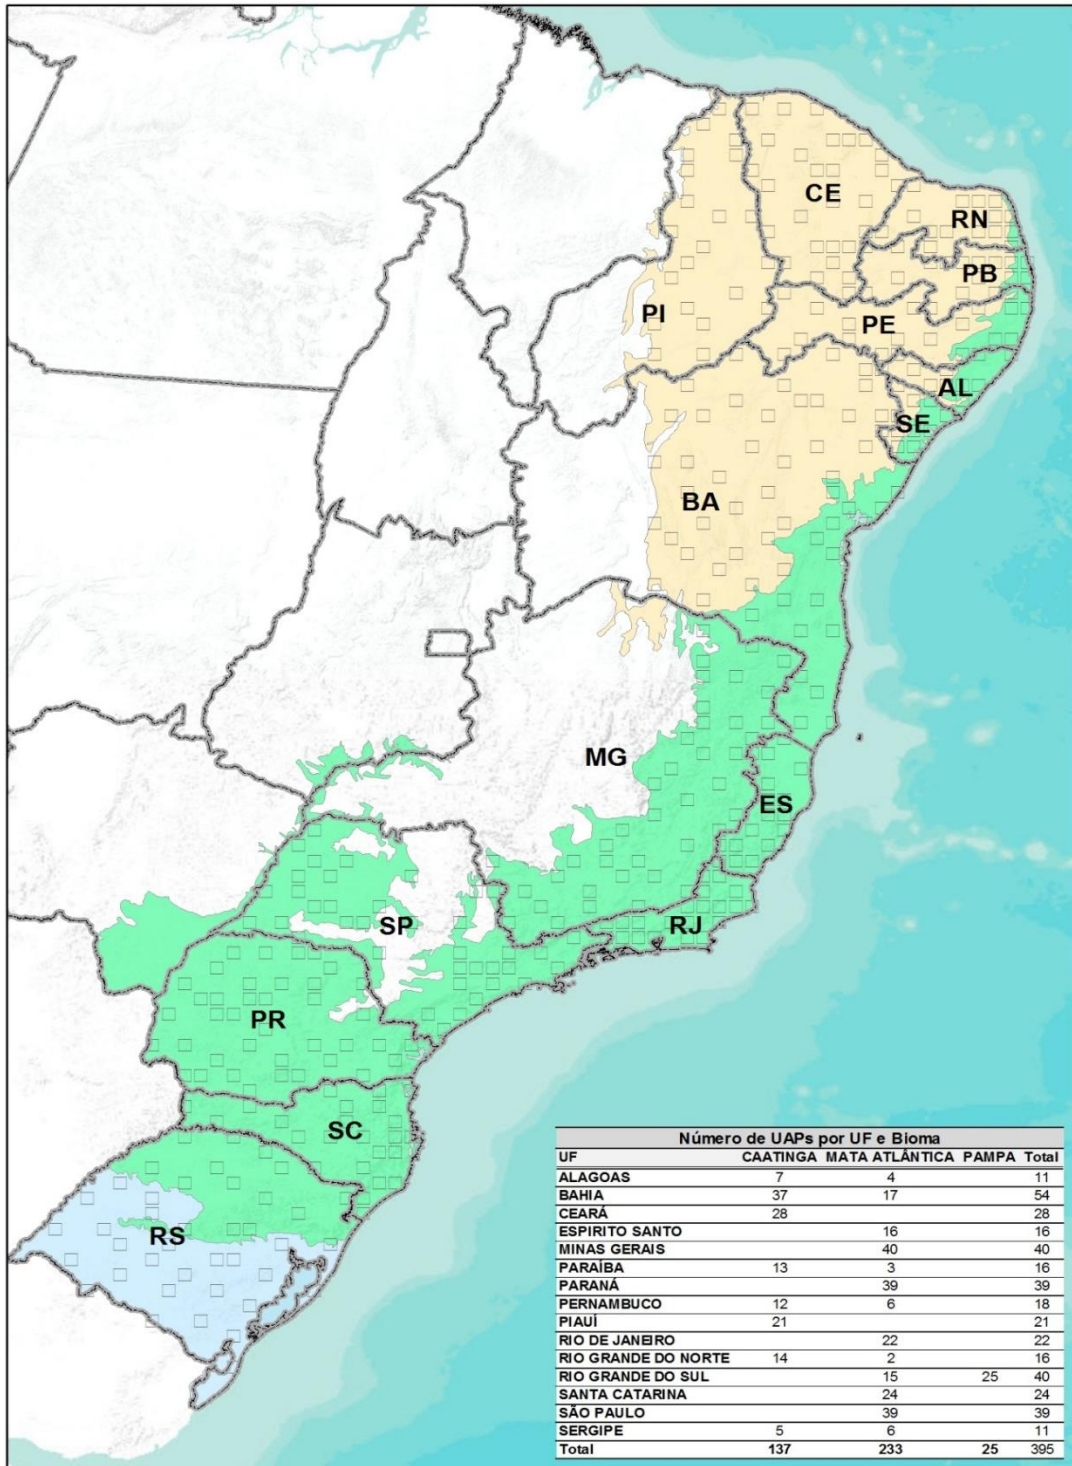 CE
RN
PB
PI
PE
AL
SE
BA
MG
ES
SP
RJ
PR
SC
RS
Número de UAPs por UF e Bioma
UF CAATINGA MATA ATLÂNTICA PAMPA Total
ALAGOAS 7 4 11
BAHIA 37 17 54
CEARÁ 28 28
ESPIRITO SANTO 16 16
MINAS GERAIS 40 40
PARAÍBA 13 3 16
PARANÁ 39 39
PERNAMBUCO 12 6 18
PIAUÍ 21 21
RIO DE JANEIRO 22 22
RIO GRANDE DO NORTE 14 2 16
RIO GRANDE DO SUL 15 25 40
SANTA CATARINA 24 24
SÃO PAULO 39 39
SERGIPE 5 6 11
Total 137 233 25 395